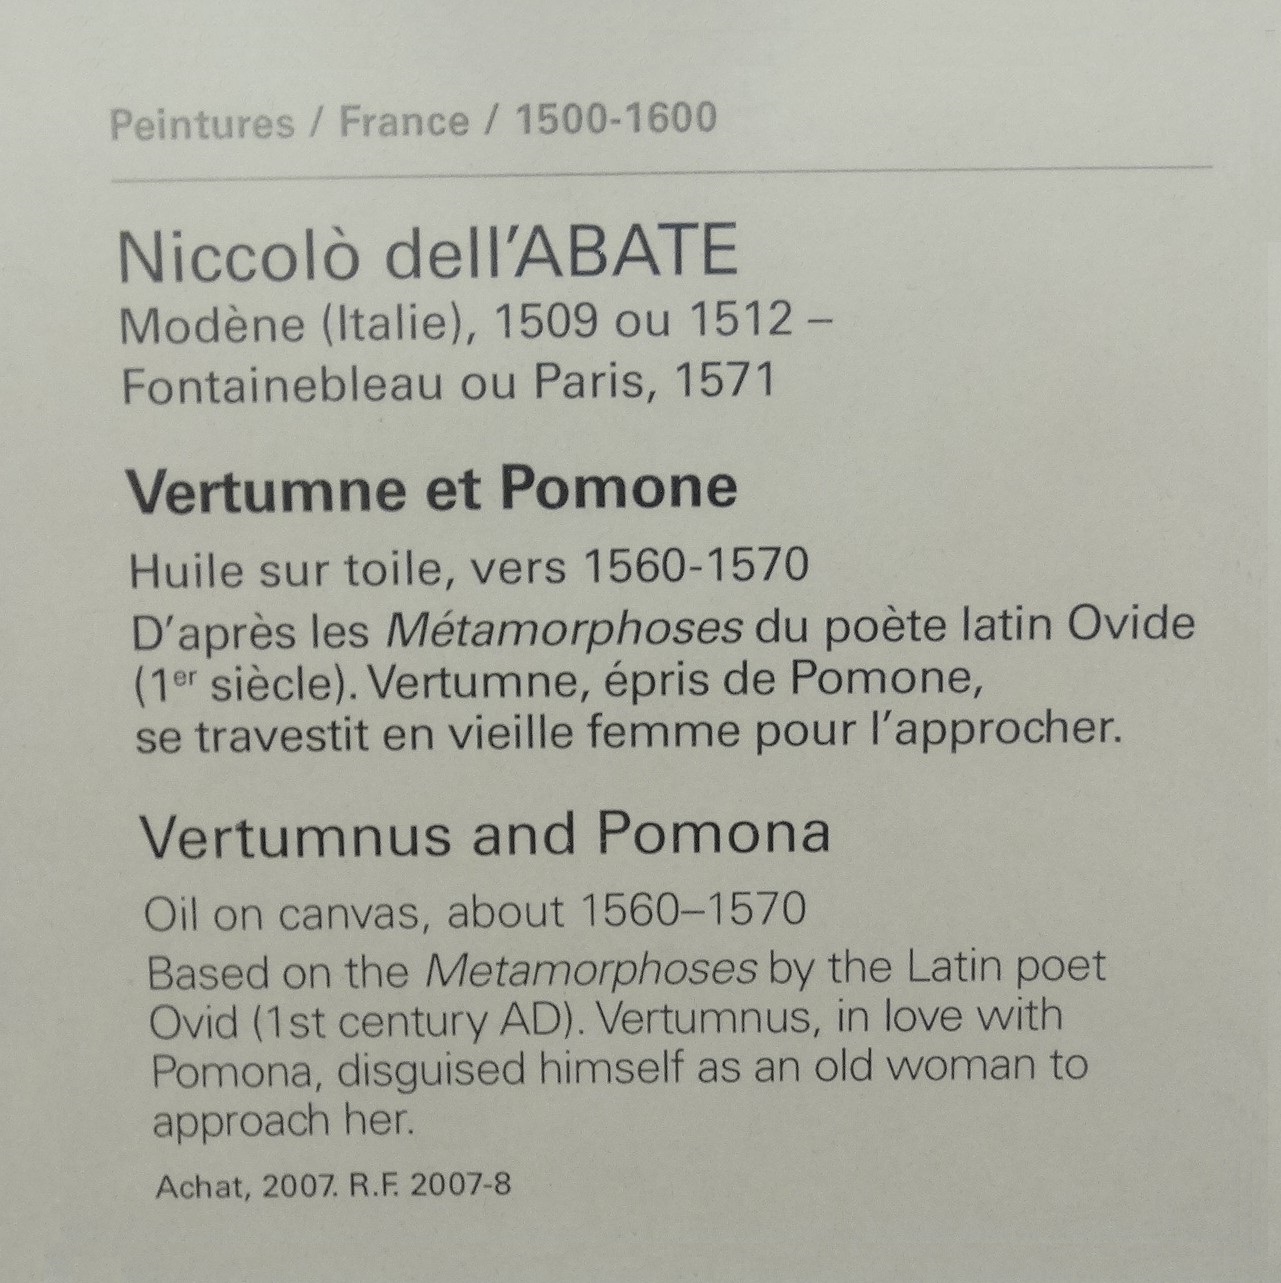 Peintures / France / 1500-1600
Niccolò dell'ABATE
Modène (Italie), 1509 ou 1512 –
Fontainebleau ou Paris, 1571
Vertumne et Pomone
Huile sur toile, vers 1560-1570
D'après les Métamorphoses du poète latin Ovide
(1er siècle). Vertumne, épris de Pomone,
se travestit en vieille femme pour l'approcher.
Vertumnus and Pomona
Oil on canvas, about 1560–1570
Based on the Metamorphoses by the Latin poet
Ovid (1st century AD). Vertumnus, in love with
Pomona, disguised himself as an old woman to
approach her.
Achat, 2007. R.F. 2007-8